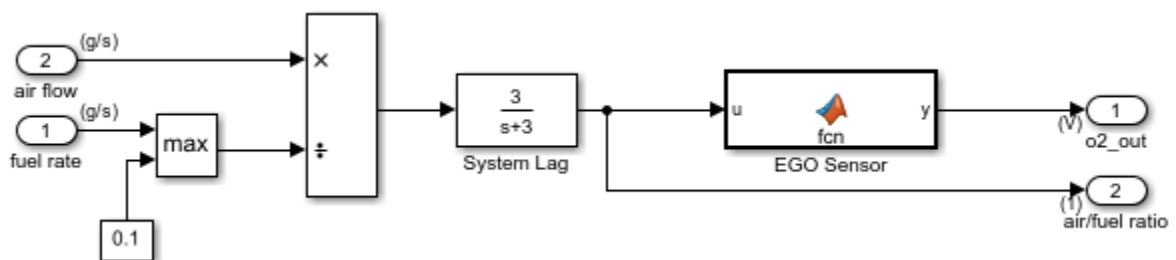 (g/s)
2
air flow
(g/s)
1
fuel rate
max
0.1
×
÷
3
s+3
System Lag
u
fcn
y
EGO Sensor
(V)
1
o2_out
(1)
2
air/fuel ratio